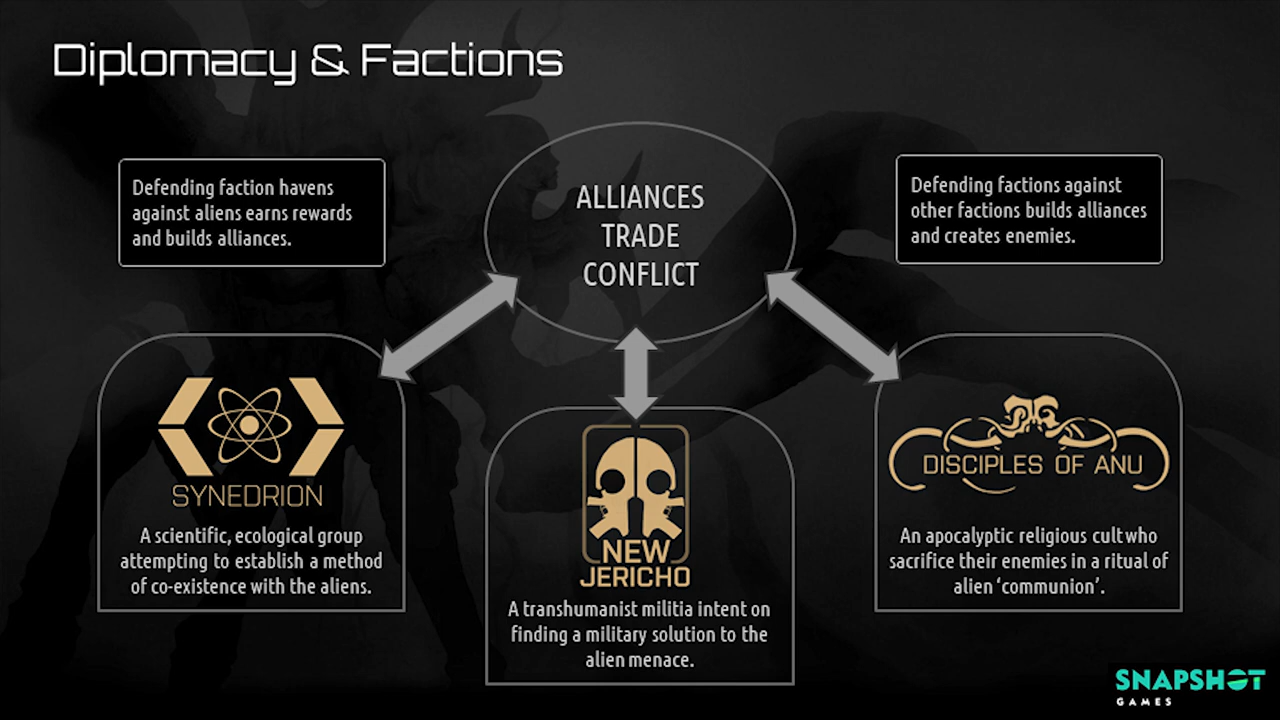 Diplomacy & Factions
Defending faction havens
against aliens earns rewards
and builds alliances.
ALLIANCES
TRADE
CONFLICT
Defending factions against
other factions builds alliances
and creates enemies.
SYNEDRION
A scientific, ecological group
attempting to establish a method
of co-existence with the aliens.
NEW
JERICHO
A transhumanist militia intent on
finding a military solution to the
alien menace.
DISCIPLES OF ANU
An apocalyptic religious cult who
sacrifice their enemies in a ritual of
alien ‘communion’.
SNAPSHOT
GAMES